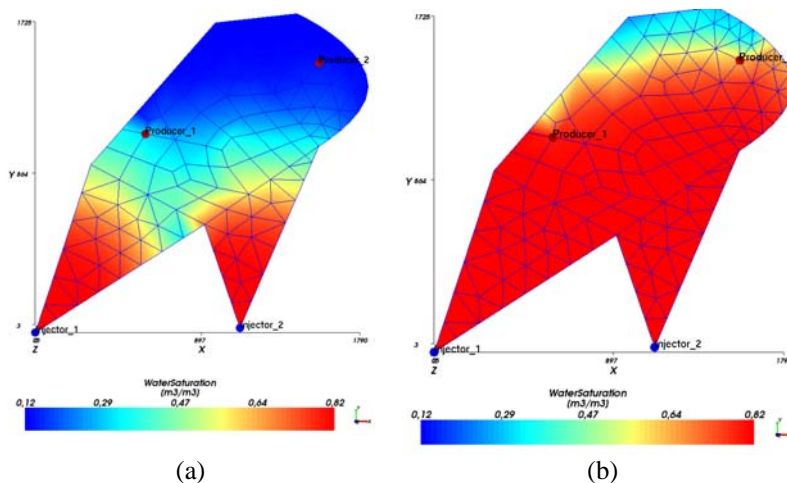 1725
Producer_2
Producer_1
Y 864
3
Injector_1
Injector_2
Z
897
X
1790
WaterSaturation
(m3/m3)
0,12 0,29 0,47 0,64 0,82
(a)
1725
Producer_
Producer_1
Y 864
3
Injector_1
Injector_2
Z
897
X
179
WaterSaturation
(m3/m3)
0,12 0,29 0,47 0,64 0,82
(b)